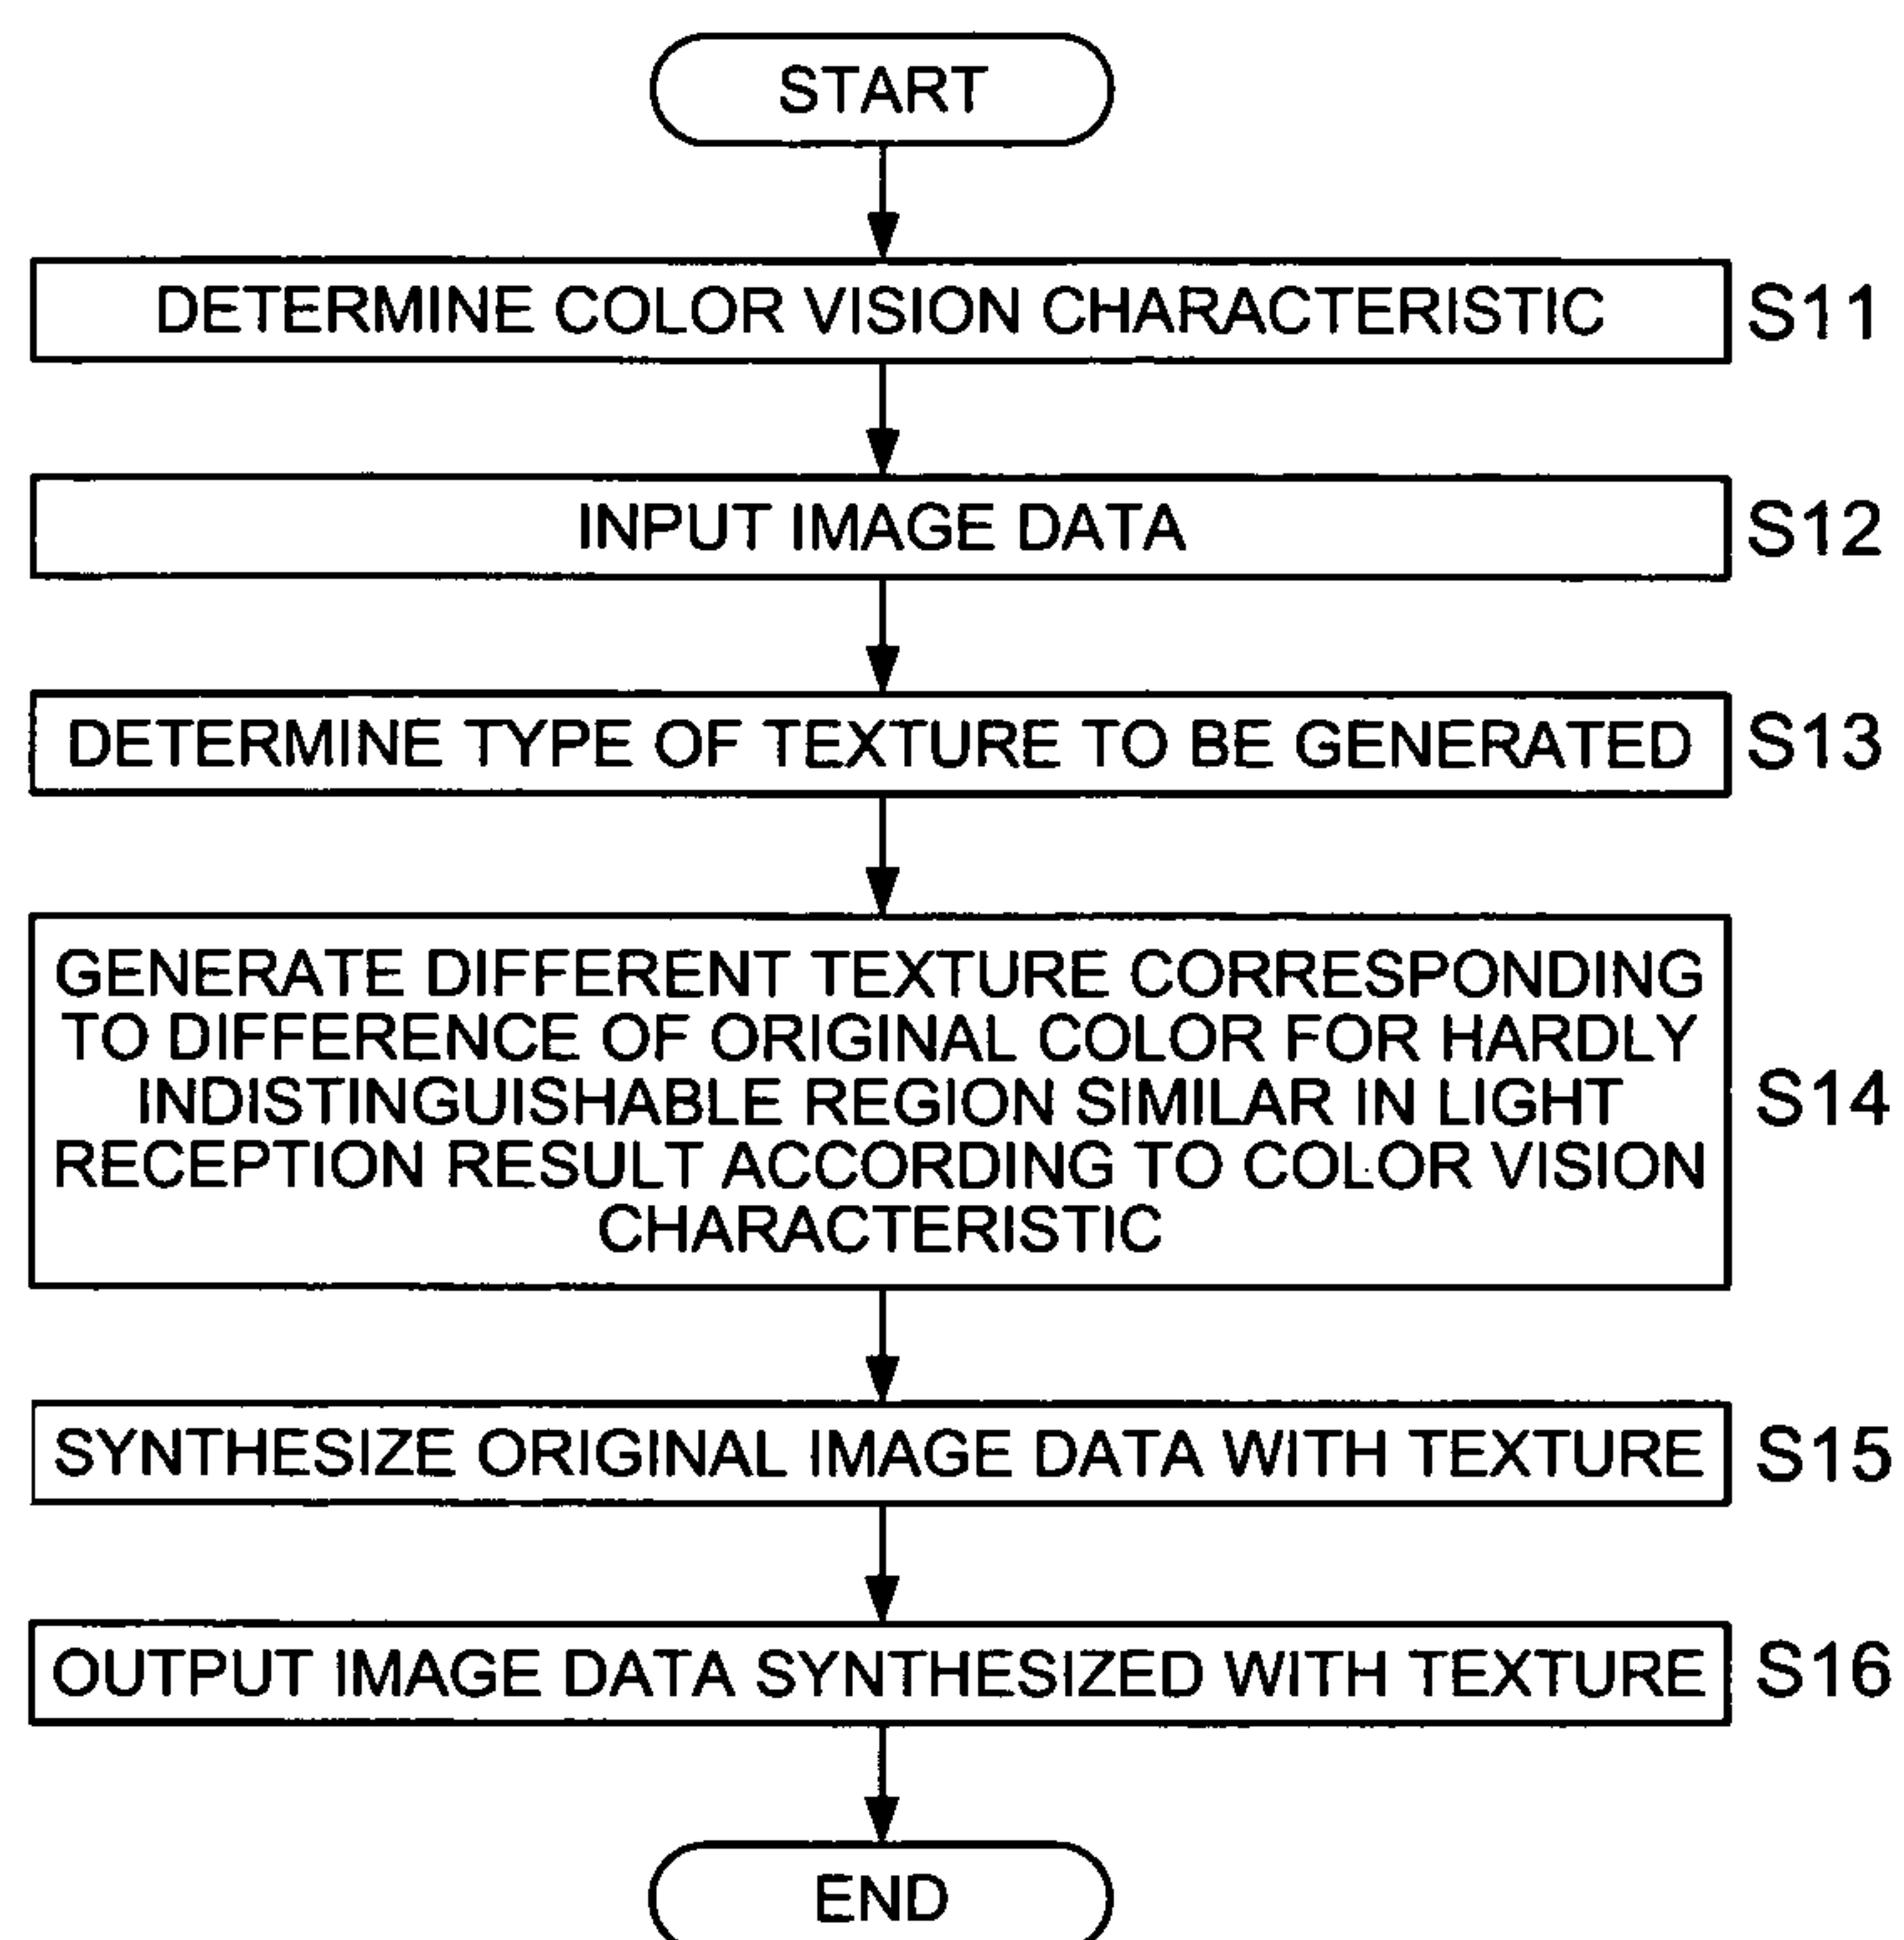 START
DETERMINE COLOR VISION CHARACTERISTIC S11
INPUT IMAGE DATA S12
DETERMINE TYPE OF TEXTURE TO BE GENERATED S13
GENERATE DIFFERENT TEXTURE CORRESPONDING
TO DIFFERENCE OF ORIGINAL COLOR FOR HARDLY
INDISTINGUISHABLE REGION SIMILAR IN LIGHT S14
RECEPTION RESULT ACCORDING TO COLOR VISION
CHARACTERISTIC
SYNTHESIZE ORIGINAL IMAGE DATA WITH TEXTURE S15
OUTPUT IMAGE DATA SYNTHESIZED WITH TEXTURE S16
END